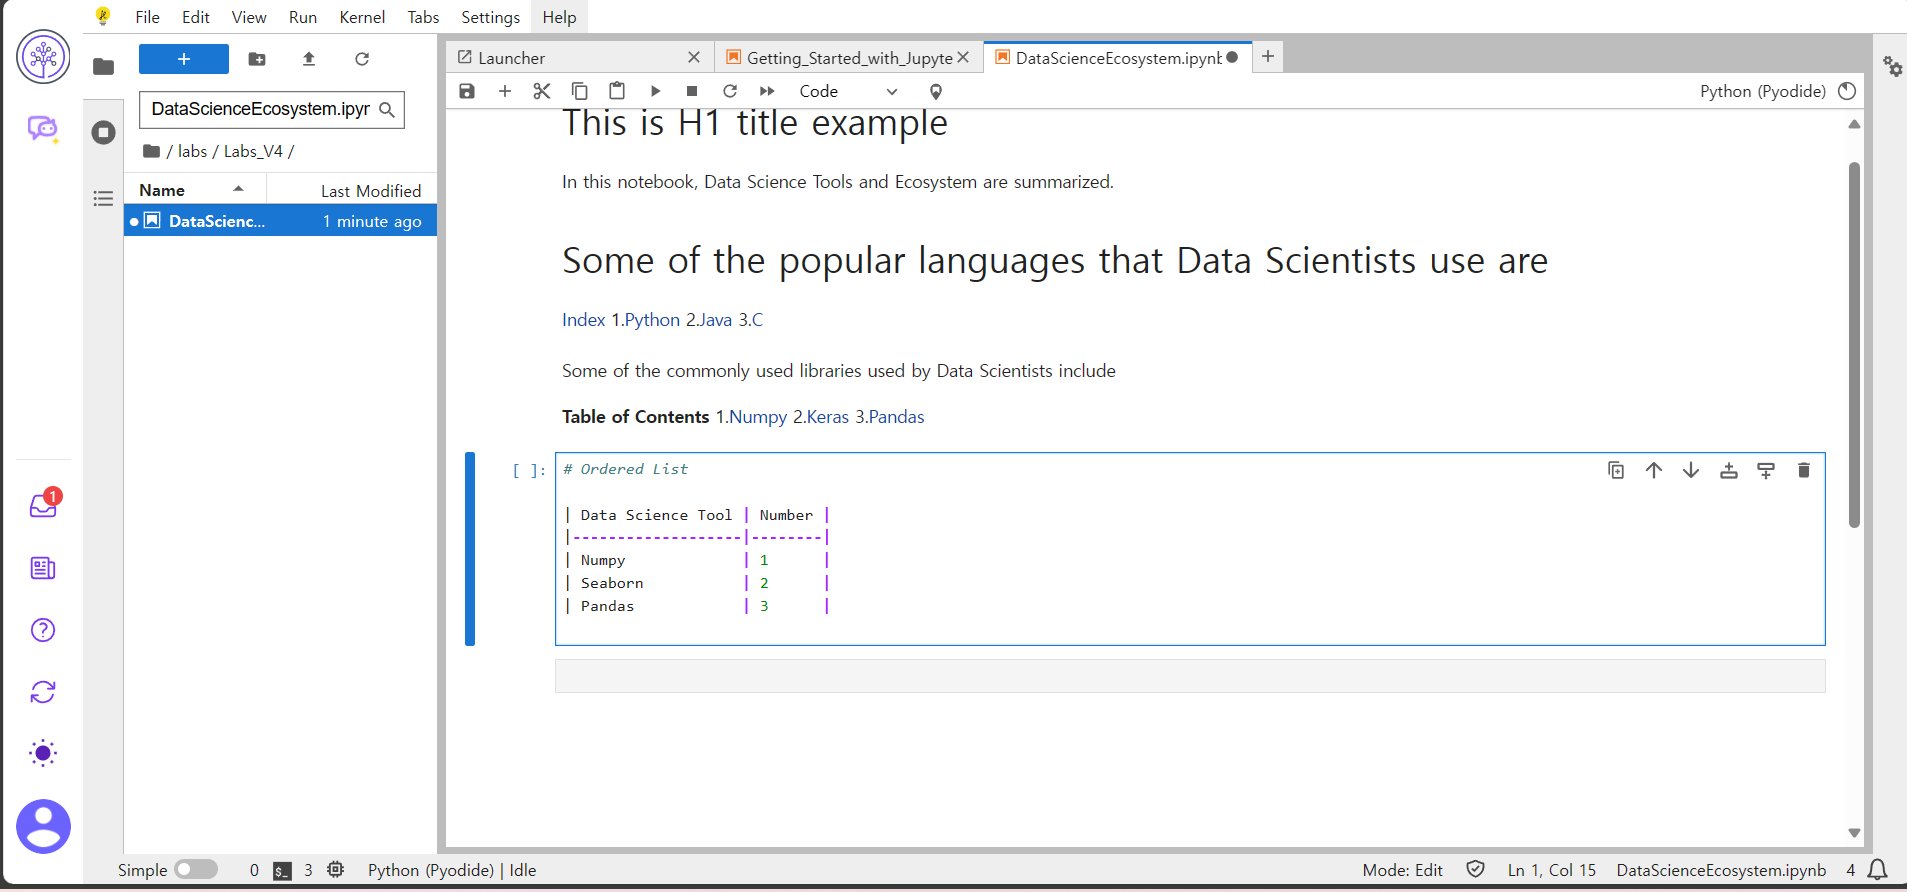 File Edit View Run Kernel Tabs Settings Help
+
DataScienceEcosystem.ipyr
/ labs / Labs_V4 /
Name Last Modified
DataScienc... 1 minute ago
Launcher
Getting_Started_with_Jupyte
DataScienceEcosystem.ipynb
Code
Python (Pyodide)
This is H1 title example
In this notebook, Data Science Tools and Ecosystem are summarized.
Some of the popular languages that Data Scientists use are
Index 1.Python 2.Java 3.C
Some of the commonly used libraries used by Data Scientists include
Table of Contents 1.Numpy 2.Keras 3.Pandas
[ ]: # Ordered List
| Data Science Tool | Number |
|-------------------|--------|
| Numpy | 1 |
| Seaborn | 2 |
| Pandas | 3 |
1
Simple 0 $_ 3 Python (Pyodide) | Idle
Mode: Edit Ln 1, Col 15 DataScienceEcosystem.ipynb 4